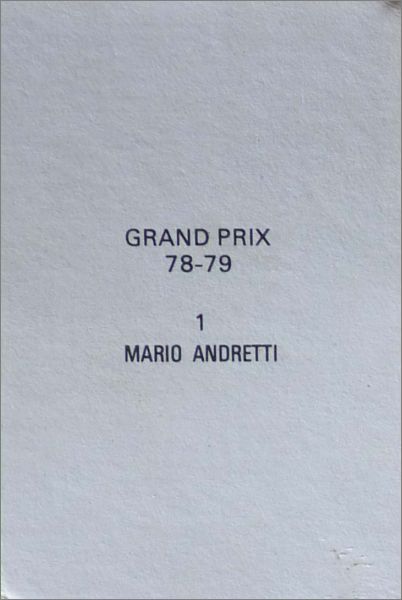 GRAND PRIX
78-79
1
MARIO ANDRETTI